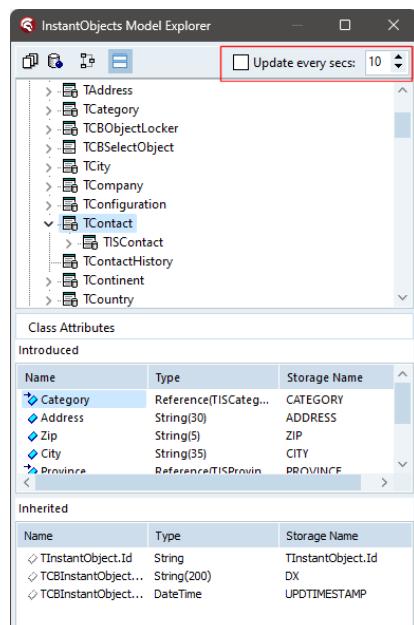 InstantObjects Model Explorer
Update every secs: 10
TAddress
TCategory
TCBObjectLocker
TCBSelectObject
TCity
TCompany
TConfiguration
TContact
TISContact
TContactHistory
TContinent
TCountry
Class Attributes
Introduced
Name Type Storage Name
Category Reference(TISCateg... CATEGORY
Address String(30) ADDRESS
Zip String(5) ZIP
City String(35) CITY
Province Reference(TISProvin PROVINCE
Inherited
Name Type Storage Name
TInstantObject.Id String TInstantObject.Id
TCBInstantObject... String(200) DX
TCBInstantObject... DateTime UPDTIMESTAMP